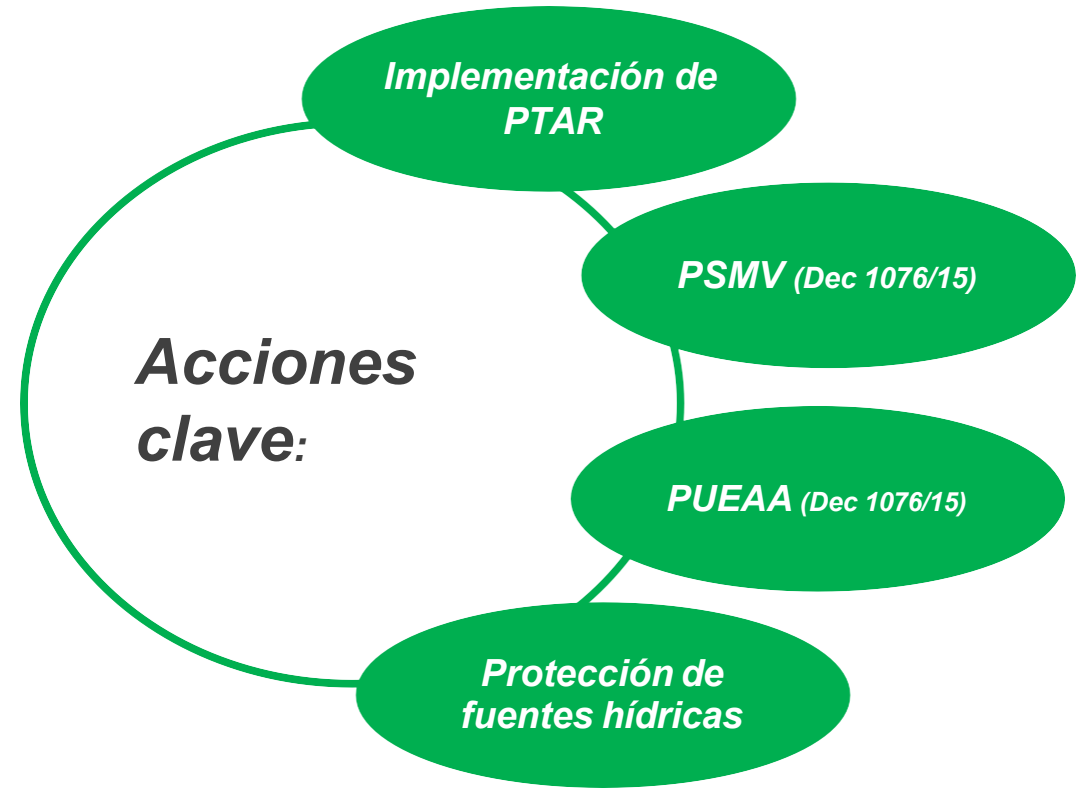 Implementación de
PTAR
PSMV (Dec 1076/15)
Acciones
clave:
PUEAA (Dec 1076/15)
Protección de
fuentes hídricas